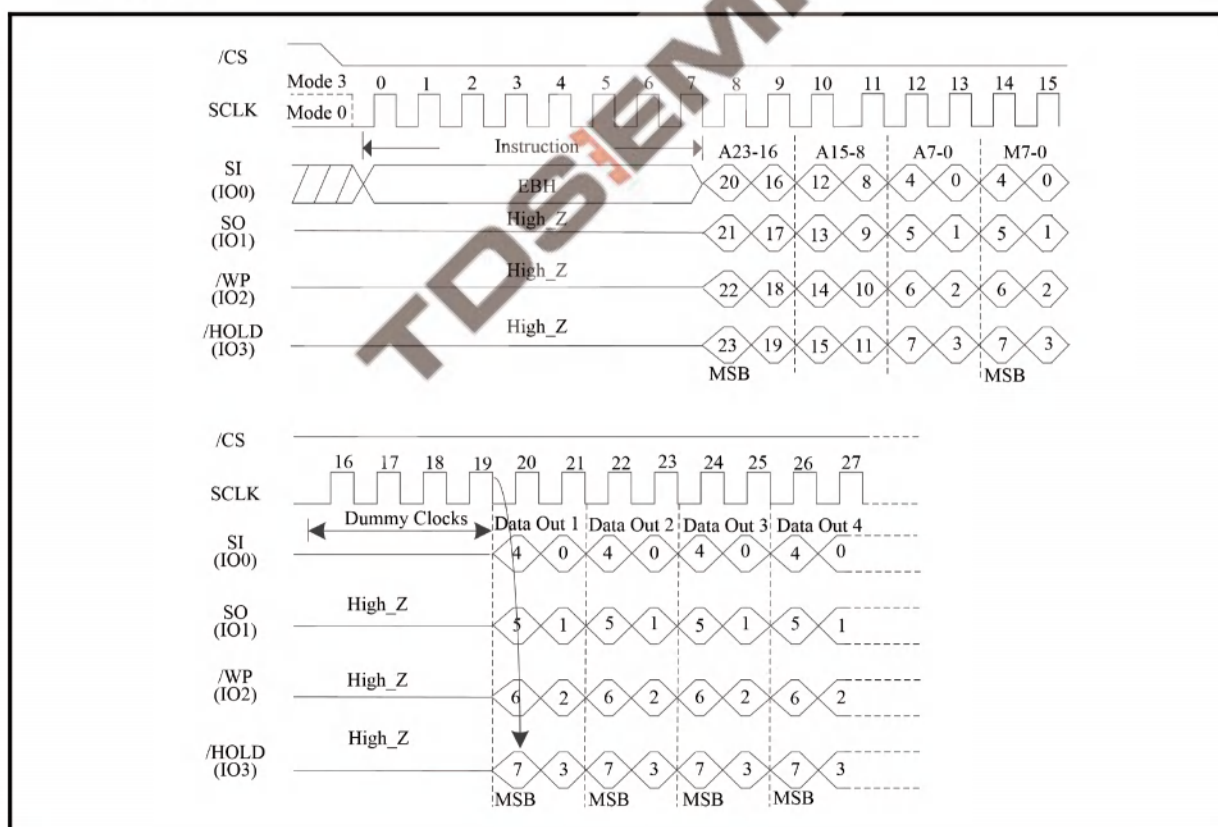 /CS
Mode 3 0 1 2 3 4 5 6 7 8 9 10 11 12 13 14 15
SCLK Mode 0
Instruction A23-16 A15-8 A7-0 M7-0
SI
(IO0) EBH 20 16 12 8 4 0 4 0
SO
(IO1) High_Z 21 17 13 9 5 1 5 1
/WP
(IO2) High_Z 22 18 14 10 6 2 6 2
/HOLD
(IO3) High_Z 23 19 15 11 7 3 7 3
MSB MSB
/CS
16 17 18 19 20 21 22 23 24 25 26 27
SCLK
Dummy Clocks Data Out 1 Data Out 2 Data Out 3 Data Out 4
SI
(IO0) 4 0 4 0 4 0 4 0
SO
(IO1) High_Z 5 1 5 1 5 1 5 1
/WP
(IO2) High_Z 6 2 6 2 6 2 6 2
/HOLD
(IO3) High_Z 7 3 7 3 7 3 7 3
MSB MSB MSB MSB